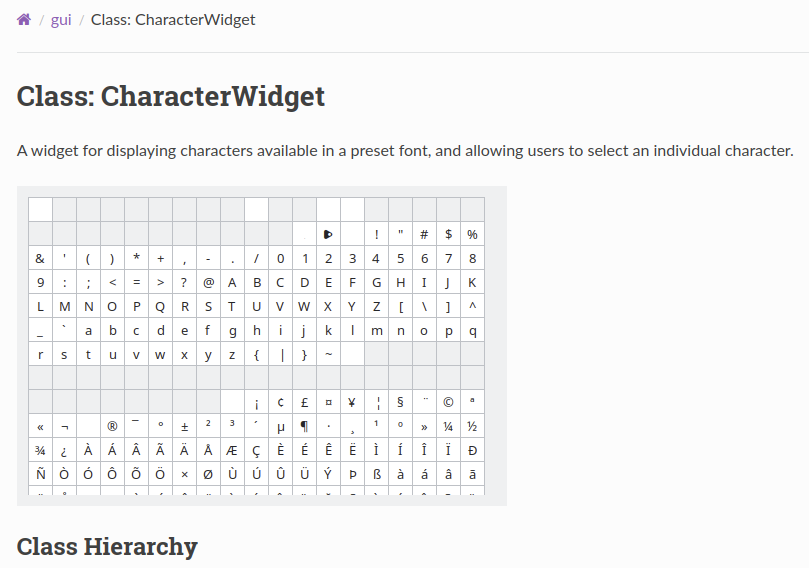 / gui / Class: CharacterWidget
Class: CharacterWidget
A widget for displaying characters available in a preset font, and allowing users to select an individual character.
! " # $ %
& ' ( ) * + , - . / 0 1 2 3 4 5 6 7 8
9 : ; < = > ? @ A B C D E F G H I J K
L M N O P Q R S T U V W X Y Z [ \ ] ^
_ ` a b c d e f g h i j k l m n o p q
r s t u v w x y z { | } ~
¡ ¢ £ ¤ ¥ ¦ § ¨ © ª
« ¬ ® ¯ ° ± ² ³ ´ µ ¶ · ¸ ¹ º » ¼ ½
¾ ¿ À Á Â Ã Ä Å Æ Ç È É Ê Ë Ì Í Î Ï Ð
Ñ Ò Ó Ô Õ Ö × Ø Ù Ú Û Ü Ý Þ ß à á â ã
Class Hierarchy